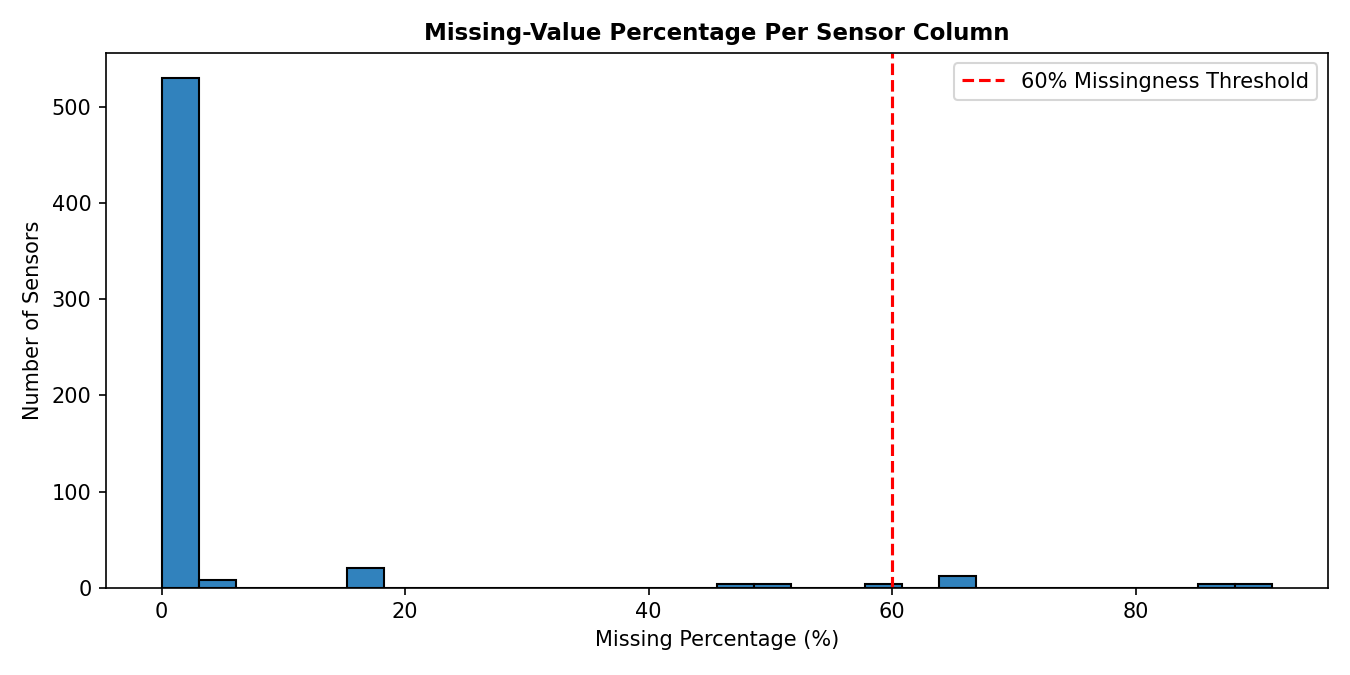 Missing-Value Percentage Per Sensor Column
60% Missingness Threshold
Number of Sensors
500
400
300
200
100
0
0 20 40 60 80
Missing Percentage (%)